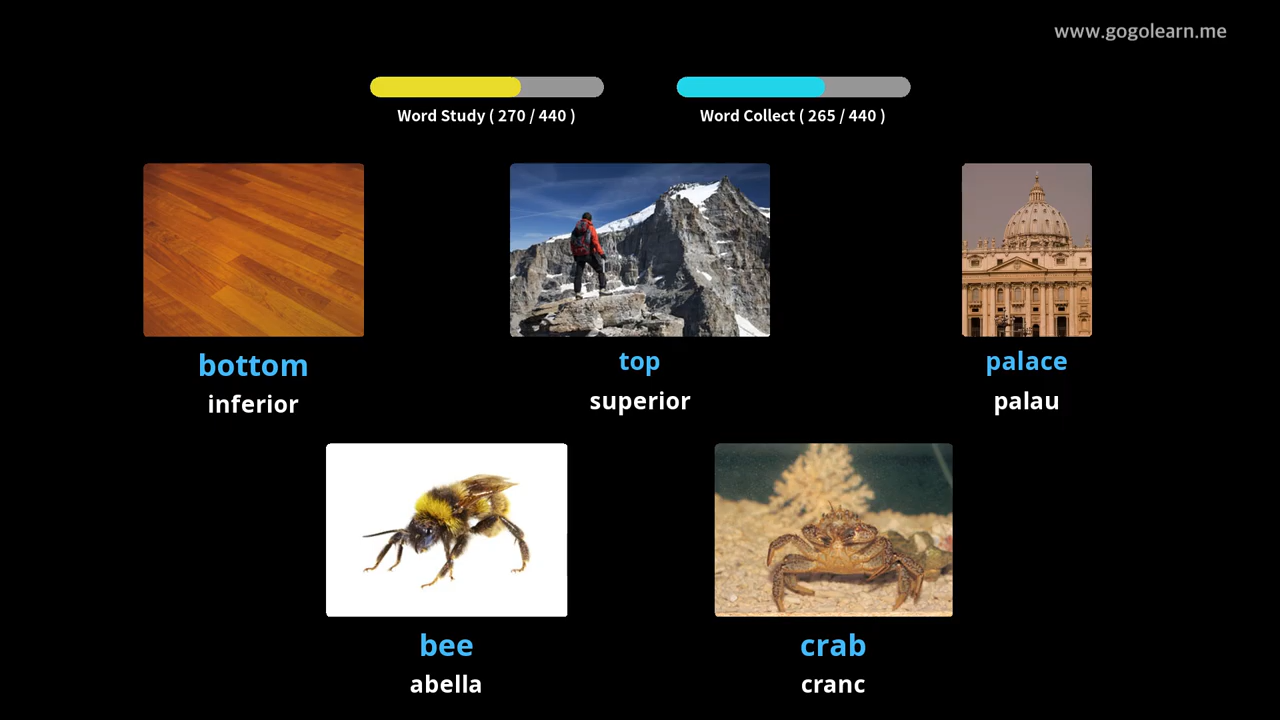 www.gogolearn.me
Word Study ( 270 / 440 )
Word Collect ( 265 / 440 )
bottom
inferior
top
superior
palace
palau
bee
abella
crab
cranc